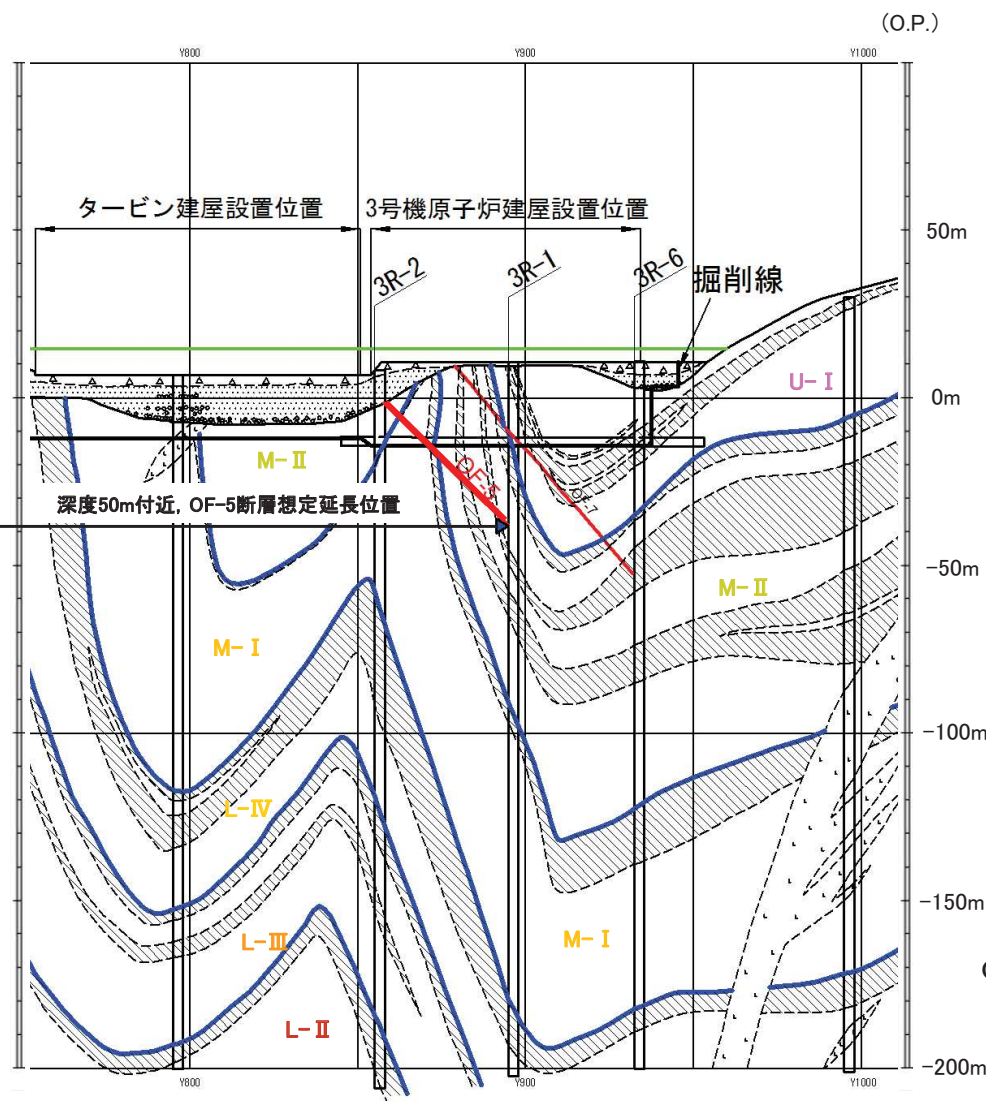 (O.P.)
Y800
Y900
Y1000
タービン建屋設置位置
3号機原子炉建屋設置位置
50m
3R-2
3R-1
3R-6
掘削線
U-Ⅰ
0m
M-Ⅱ
OF-5
OF-7
深度50m付近，OF-5断層想定延長位置
-50m
M-Ⅱ
M-Ⅰ
-100m
L-Ⅳ
-150m
L-Ⅲ
M-Ⅰ
L-Ⅱ
-200m
Y800
Y900
Y1000